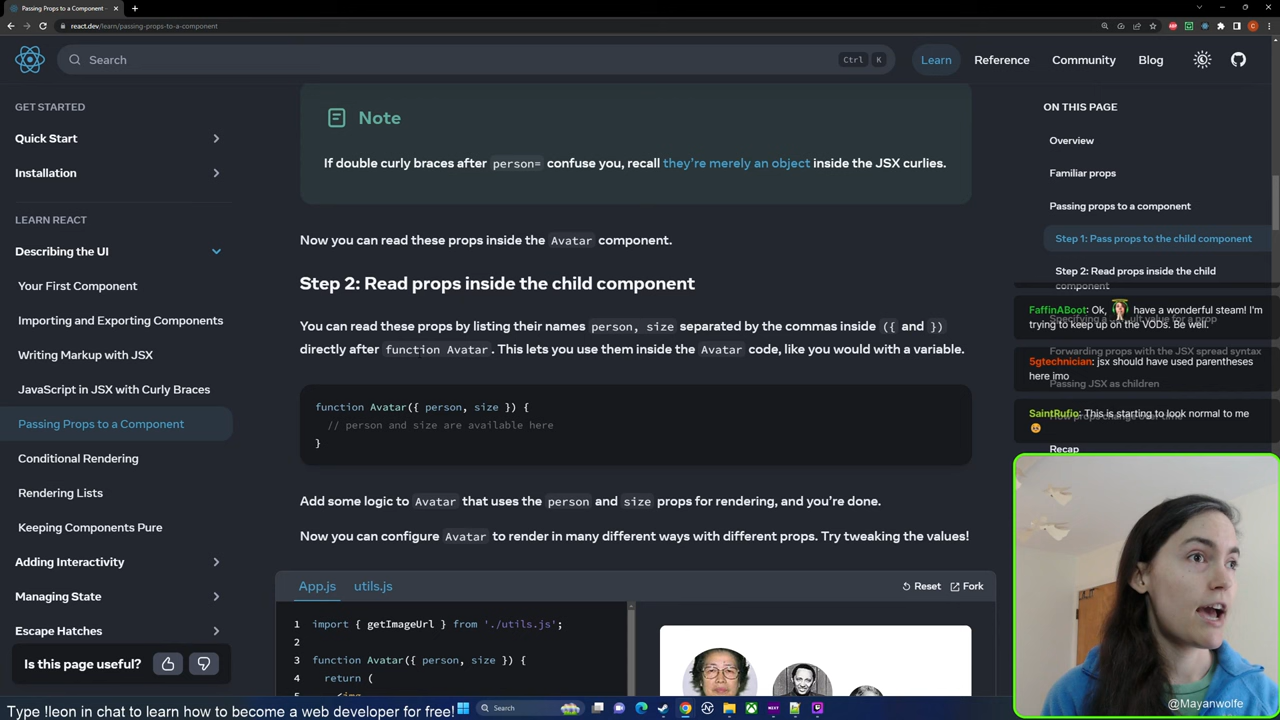 Passing Props to a Component –
react.dev/learn/passing-props-to-a-component
Search
Ctrl K
Learn
Reference
Community
Blog
GET STARTED
Quick Start
Installation
LEARN REACT
Describing the UI
Your First Component
Importing and Exporting Components
Writing Markup with JSX
JavaScript in JSX with Curly Braces
Passing Props to a Component
Conditional Rendering
Rendering Lists
Keeping Components Pure
Adding Interactivity
Managing State
Escape Hatches
Is this page useful?
Note
If double curly braces after person= confuse you, recall they're merely an object inside the JSX curlies.
Now you can read these props inside the Avatar component.
Step 2: Read props inside the child component
You can read these props by listing their names person, size separated by the commas inside ({ and })
directly after function Avatar. This lets you use them inside the Avatar code, like you would with a variable.
function Avatar({ person, size }) {
// person and size are available here
}
Add some logic to Avatar that uses the person and size props for rendering, and you're done.
Now you can configure Avatar to render in many different ways with different props. Try tweaking the values!
App.js
utils.js
Reset
Fork
1 import { getImageUrl } from './utils.js';
2
3 function Avatar({ person, size }) {
4 return (
5 <img
ON THIS PAGE
Overview
Familiar props
Passing props to a component
Step 1: Pass props to the child component
Step 2: Read props inside the child
component
FaffinABoot: Ok, have a wonderful steam! I'm
trying to keep up on the VODs. Be well.
Forwarding props with the JSX spread syntax
5gtechnician: jsx should have used parentheses
here imo
Passing JSX as children
SaintRufio: This is starting to look normal to me
Recap
@Mayanwolfe
Type !leon in chat to learn how to become a web developer for free!
Search